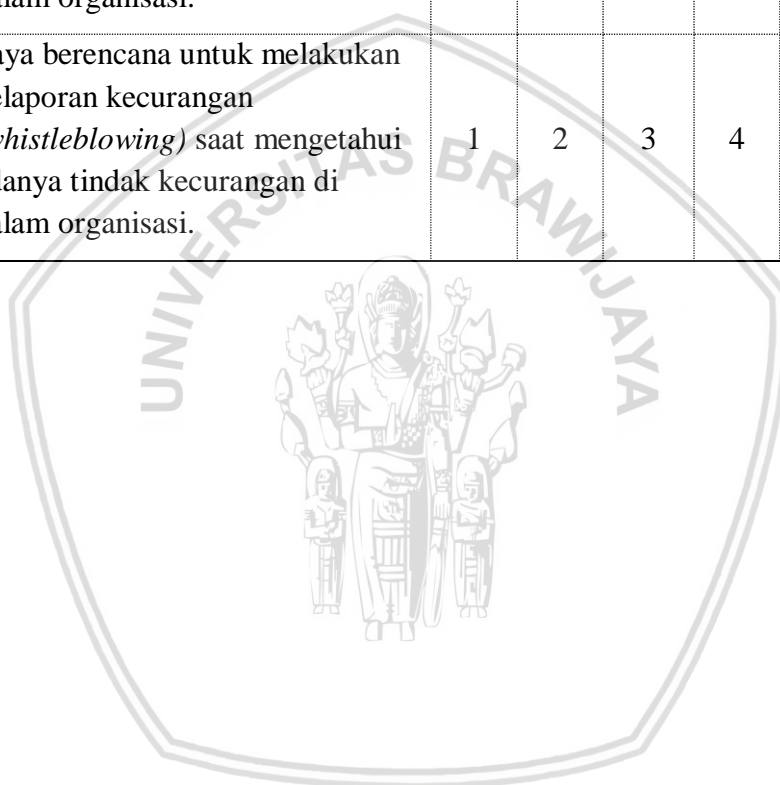 alam organisasi.
aya berencana untuk melakukan
elaporan kecurangan
whistleblowing) saat mengetahui
danya tindak kecurangan di
alam organisasi.
1 2 3 4
UNIVERSITAS BRAWIJAYA